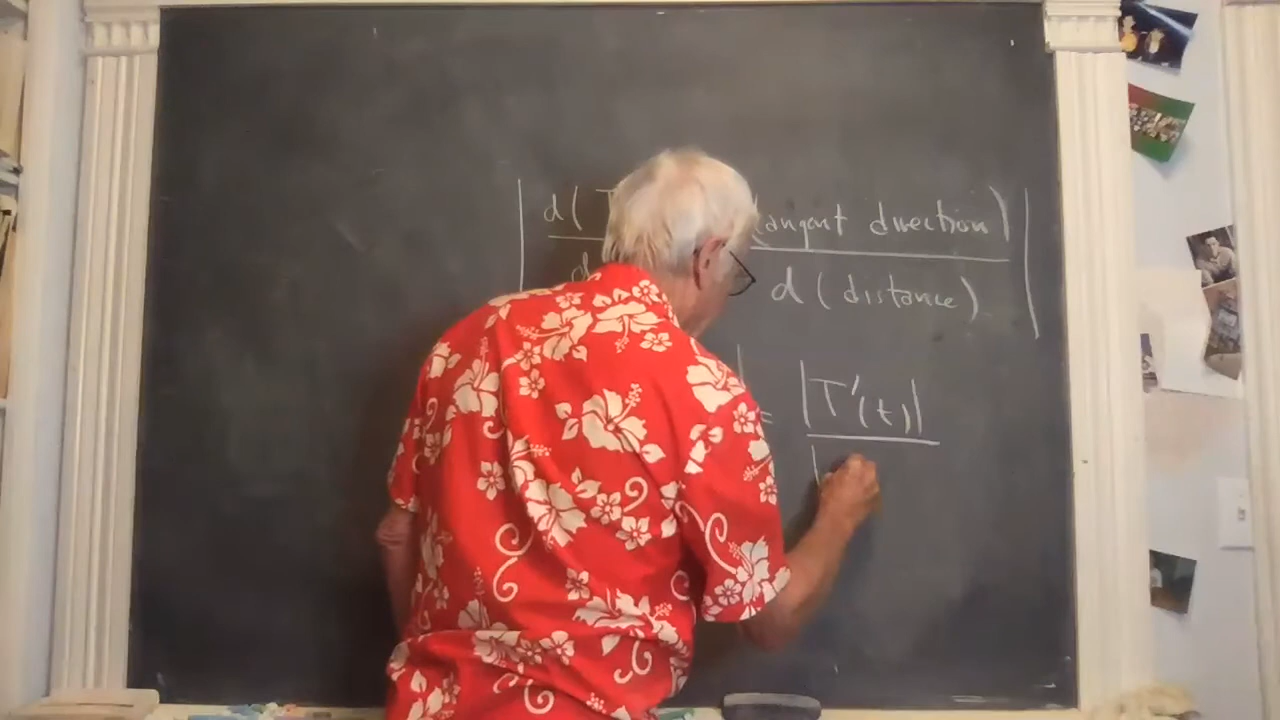 | d( tangent direction) |
d d (distance)
= |T'(t)|
|